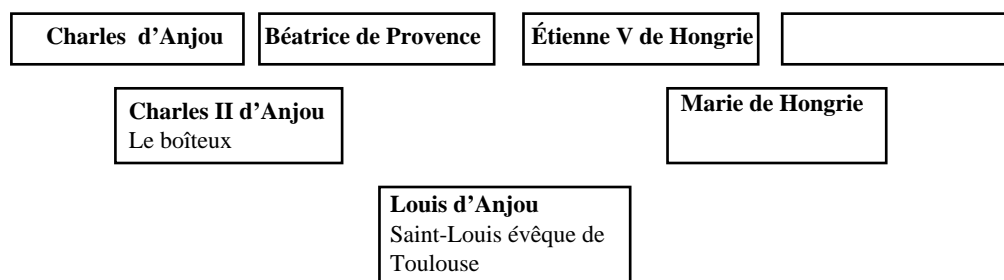 Charles d’Anjou
Béatrice de Provence
Étienne V de Hongrie
Charles II d’Anjou
Le boîteux
Marie de Hongrie
Louis d’Anjou
Saint-Louis évêque de
Toulouse